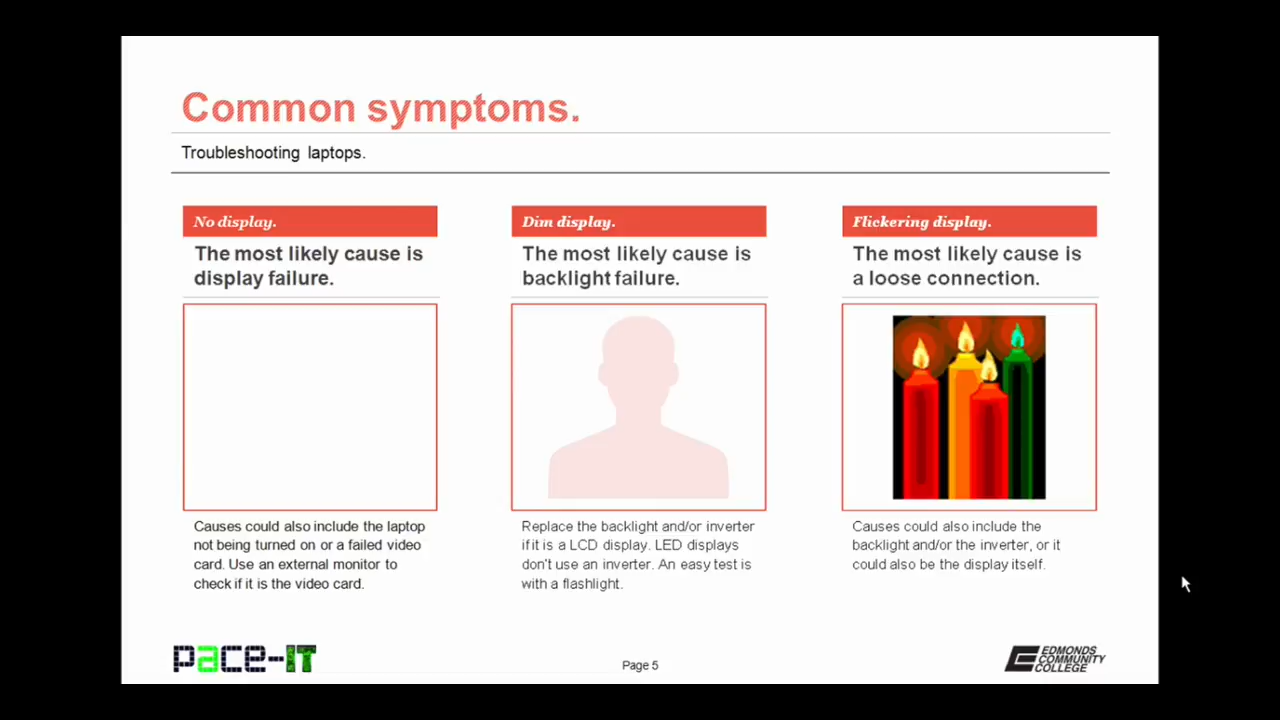 Common symptoms.
Troubleshooting laptops.
No display.
The most likely cause is
display failure.
Causes could also include the laptop
not being turned on or a failed video
card. Use an external monitor to
check if it is the video card.
Dim display.
The most likely cause is
backlight failure.
Replace the backlight and/or inverter
if it is a LCD display. LED displays
don't use an inverter. An easy test is
with a flashlight.
Flickering display.
The most likely cause is
a loose connection.
Causes could also include the
backlight and/or the inverter, or it
could also be the display itself.
pace-IT
Page 5
EDMONDS
COMMUNITY
COLLEGE